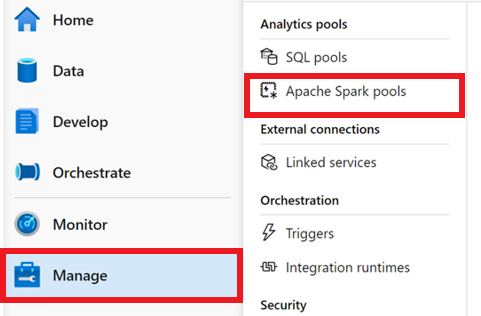 Home
Data
Develop
Orchestrate
Monitor
Manage
Analytics pools
SQL pools
Apache Spark pools
External connections
Linked services
Orchestration
Triggers
Integration runtimes
Security